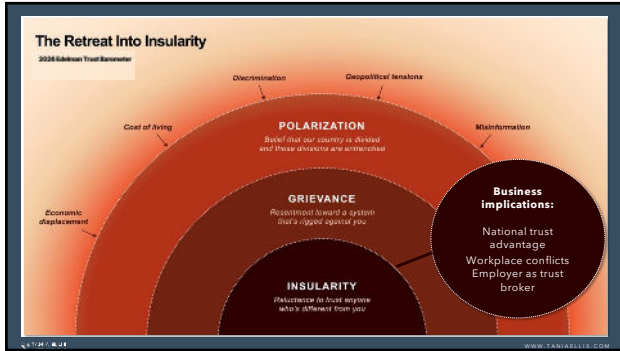 The Retreat Into Insularity
2026 Edelman Trust Barometer
Discrimination
Geopolitical tensions
Cost of living
Misinformation
POLARIZATION
Belief that our country is divided
and those divisions are entrenched
Economic
displacement
GRIEVANCE
Resentment toward a system
that's rigged against you
INSULARITY
Reluctance to trust anyone
who's different from you
Business
implications:
National trust
advantage
Workplace conflicts
Employer as trust
broker
WWW.TANIAELLIS.COM